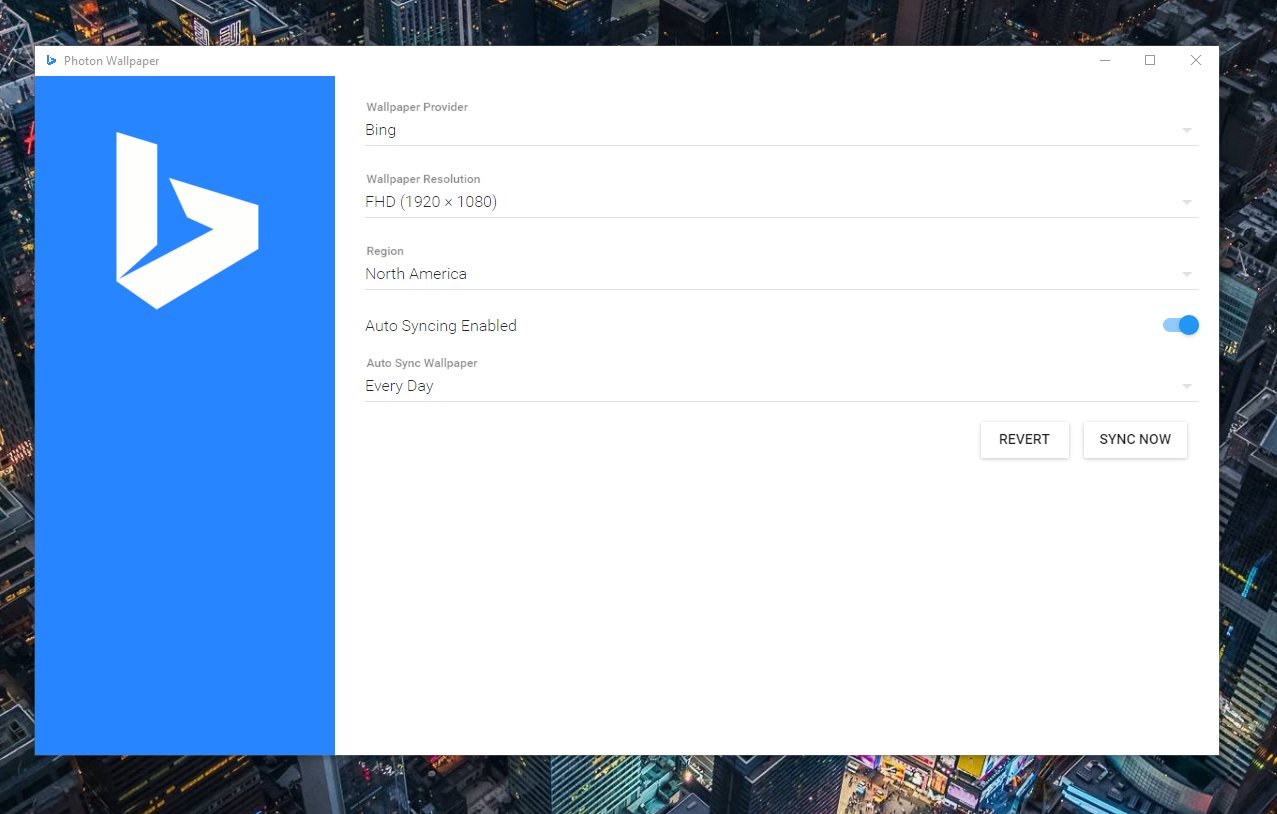 Photon Wallpaper
Wallpaper Provider
Bing
Wallpaper Resolution
FHD (1920 × 1080)
Region
North America
Auto Syncing Enabled
Auto Sync Wallpaper
Every Day
REVERT
SYNC NOW